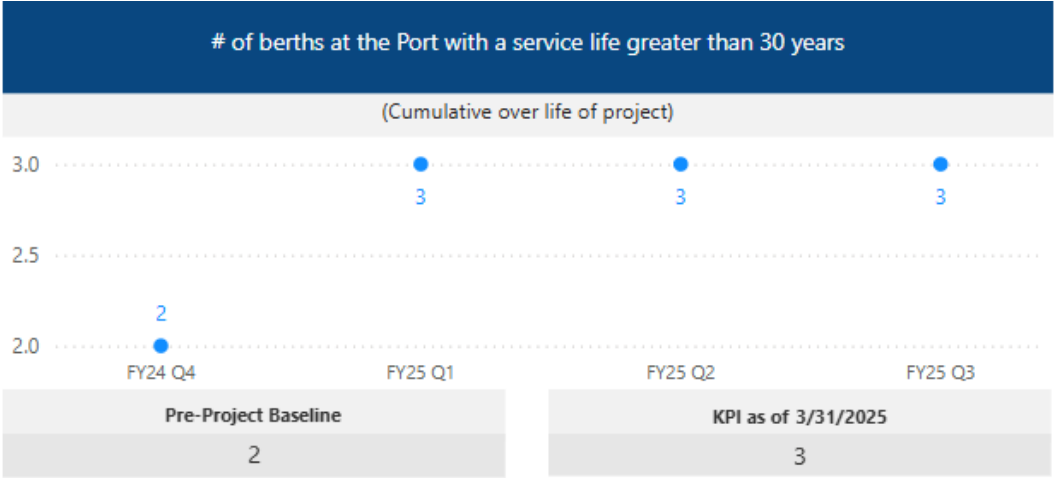 # of berths at the Port with a service life greater than 30 years
(Cumulative over life of project)
3.0
3 3 3
2.5
2
2.0
FY24 Q4 FY25 Q1 FY25 Q2 FY25 Q3
Pre-Project Baseline KPI as of 3/31/2025
2 3